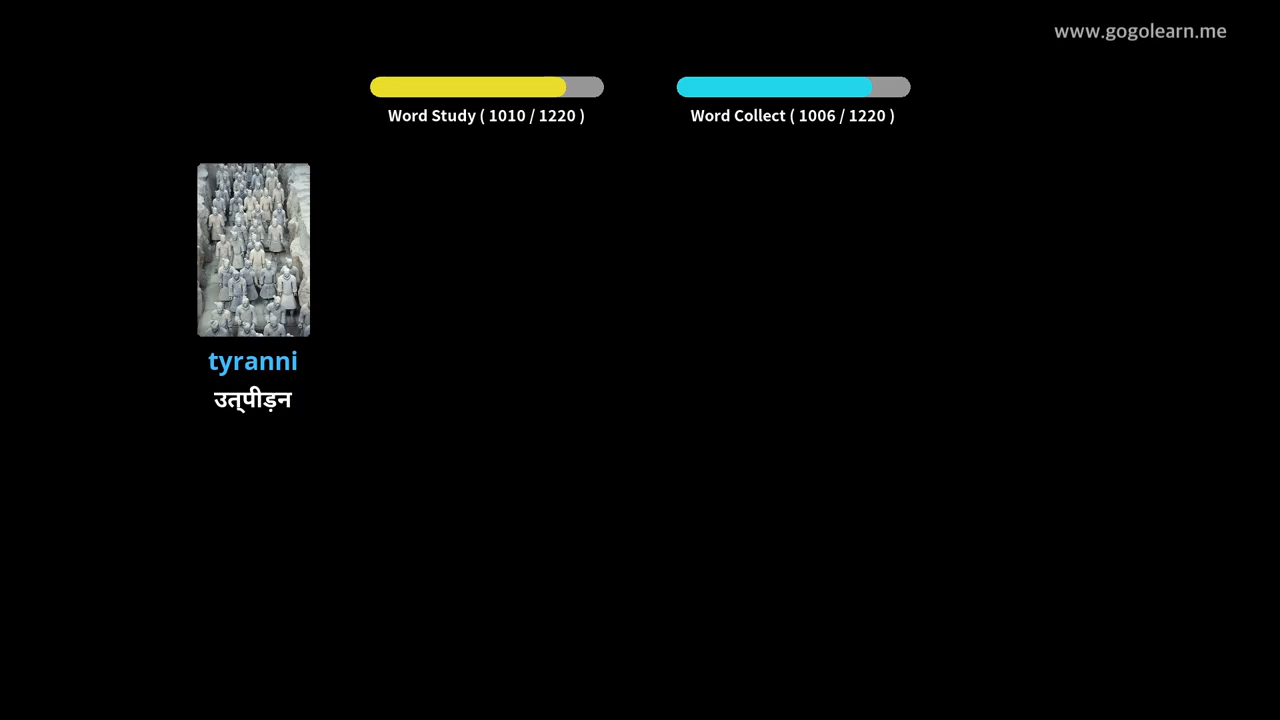 www.gogolearn.me
Word Study ( 1010 / 1220 )
Word Collect ( 1006 / 1220 )
tyranni
उत्‌पीड़न